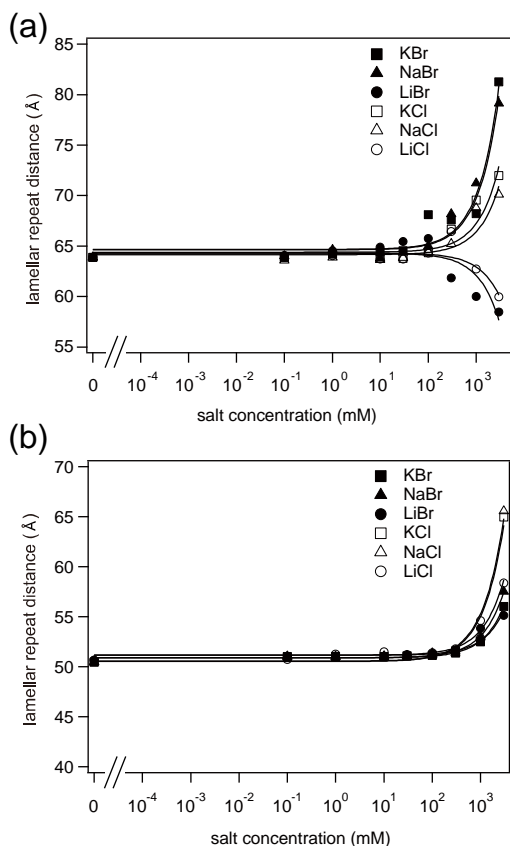 (a)
85
80
75
70
65
60
55
lamellar repeat distance (Å)
KBr
NaBr
LiBr
KCl
NaCl
LiCl
0 10⁻⁴ 10⁻³ 10⁻² 10⁻¹ 10⁰ 10¹ 10² 10³
salt concentration (mM)
(b)
70
65
60
55
50
45
40
lamellar repeat distance (Å)
KBr
NaBr
LiBr
KCl
NaCl
LiCl
0 10⁻⁴ 10⁻³ 10⁻² 10⁻¹ 10⁰ 10¹ 10² 10³
salt concentration (mM)